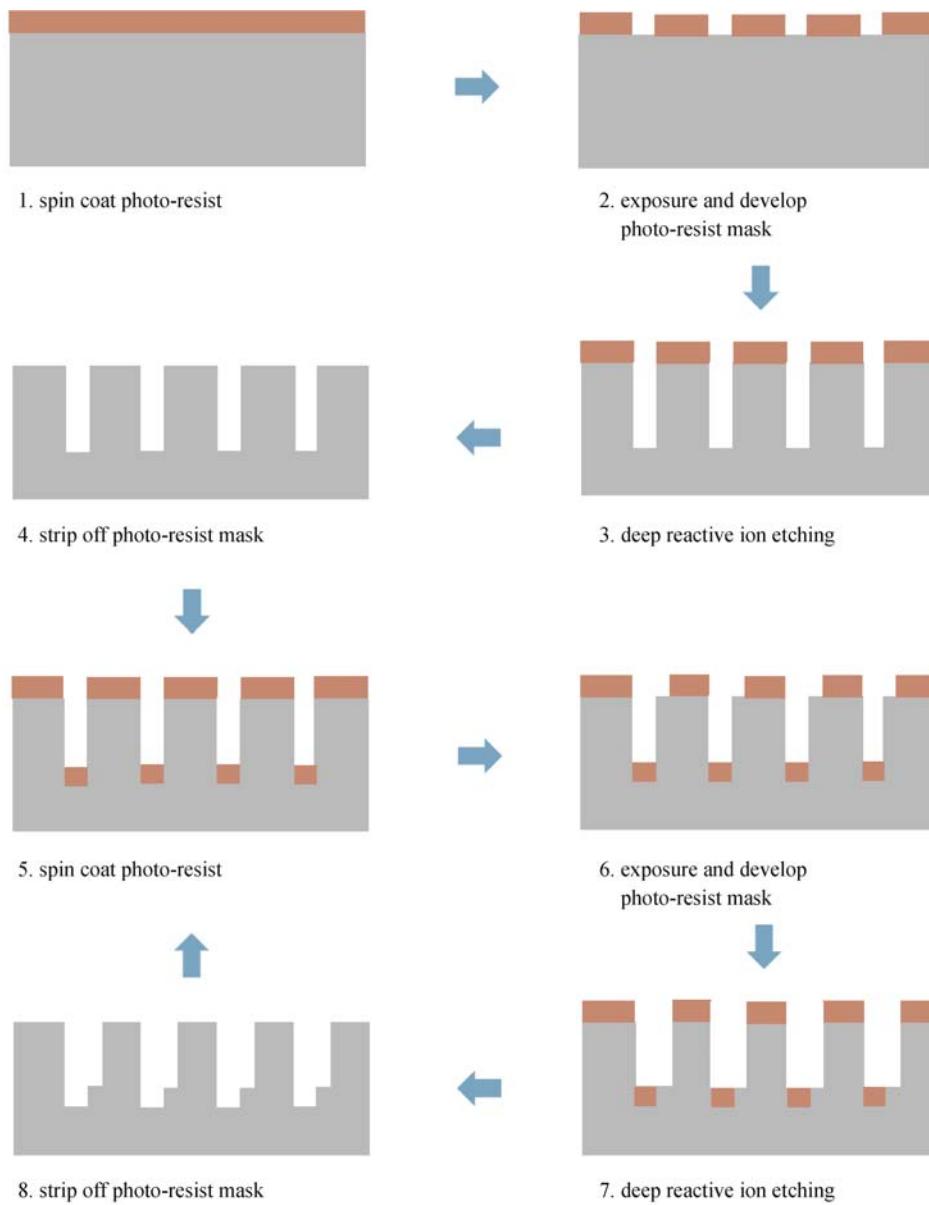 1. spin coat photo-resist
2. exposure and develop
photo-resist mask
3. deep reactive ion etching
4. strip off photo-resist mask
5. spin coat photo-resist
6. exposure and develop
photo-resist mask
7. deep reactive ion etching
8. strip off photo-resist mask